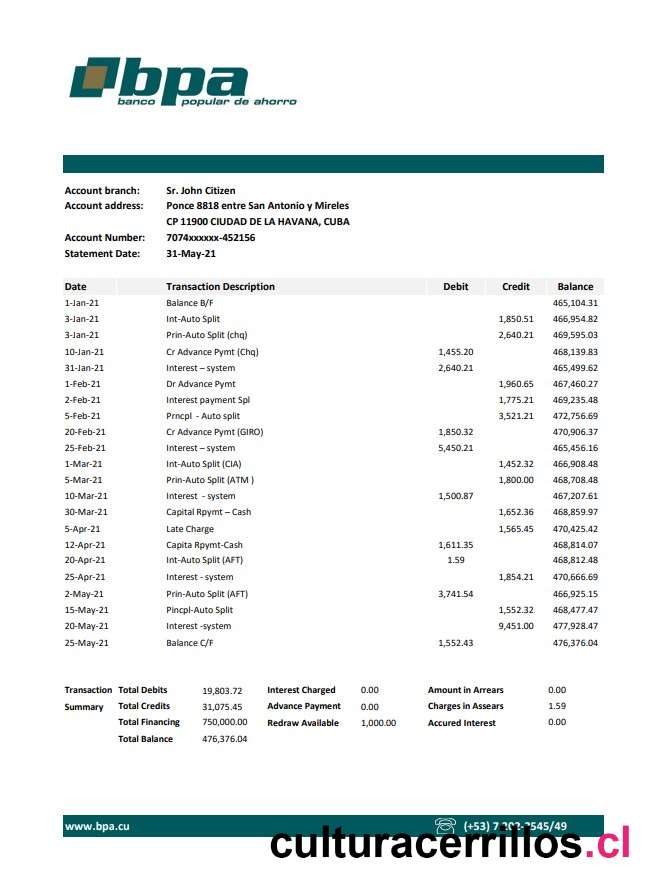 bpa
banco popular de ahorro
Account branch: Sr. John Citizen
Account address: Ponce 8818 entre San Antonio y Mireles
CP 11900 CIUDAD DE LA HAVANA, CUBA
Account Number: 7074xxxxxx-452156
Statement Date: 31-May-21
Date Transaction Description Debit Credit Balance
1-Jan-21 Balance B/F 465,104.31
3-Jan-21 Int-Auto Split 1,850.51 466,954.82
3-Jan-21 Prin-Auto Split (chq) 2,640.21 469,595.03
10-Jan-21 Cr Advance Pymt (Chq) 1,455.20 468,139.83
31-Jan-21 Interest – system 2,640.21 465,499.62
1-Feb-21 Dr Advance Pymt 1,960.65 467,460.27
2-Feb-21 Interest payment Spl 1,775.21 469,235.48
5-Feb-21 Prncpl - Auto split 3,521.21 472,756.69
20-Feb-21 Cr Advance Pymt (GIRO) 1,850.32 470,906.37
25-Feb-21 Interest – system 5,450.21 465,456.16
1-Mar-21 Int-Auto Split (CIA) 1,452.32 466,908.48
5-Mar-21 Prin-Auto Split (ATM ) 1,800.00 468,708.48
10-Mar-21 Interest - system 1,500.87 467,207.61
30-Mar-21 Capital Rpymt – Cash 1,652.36 468,859.97
5-Apr-21 Late Charge 1,565.45 470,425.42
12-Apr-21 Capita Rpymt-Cash 1,611.35 468,814.07
20-Apr-21 Int-Auto Split (AFT) 1.59 468,812.48
25-Apr-21 Interest - system 1,854.21 470,666.69
2-May-21 Prin-Auto Split (AFT) 3,741.54 466,925.15
15-May-21 Pincpl-Auto Split 1,552.32 468,477.47
20-May-21 Interest -system 9,451.00 477,928.47
25-May-21 Balance C/F 1,552.43 476,376.04
Transaction Total Debits 19,803.72 Interest Charged 0.00 Amount in Arrears 0.00
Summary Total Credits 31,075.45 Advance Payment 0.00 Charges in Assears 1.59
Total Financing 750,000.00 Redraw Available 1,000.00 Accured Interest 0.00
Total Balance 476,376.04
www.bpa.cu (+53) 7 202-2545/49
culturacerrillos.cl